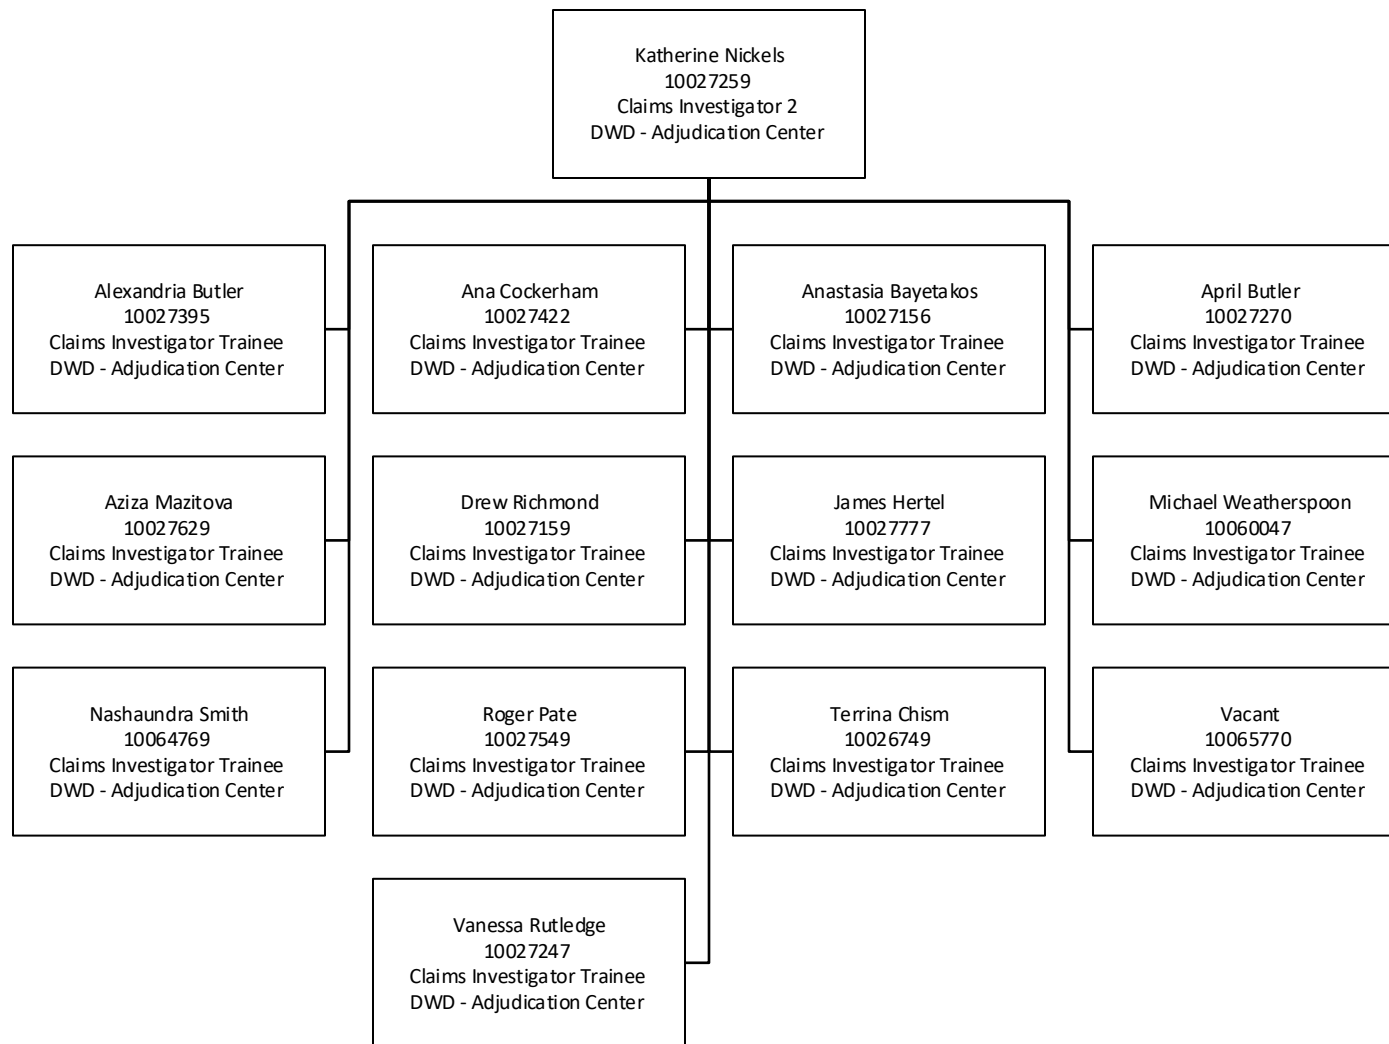 Katherine Nickels
10027259
Claims Investigator 2
DWD - Adjudication Center
Alexandria Butler
10027395
Claims Investigator Trainee
DWD - Adjudication Center
Ana Cockerham
10027422
Claims Investigator Trainee
DWD - Adjudication Center
Anastasia Bayetakos
10027156
Claims Investigator Trainee
DWD - Adjudication Center
April Butler
10027270
Claims Investigator Trainee
DWD - Adjudication Center
Aziza Mazitova
10027629
Claims Investigator Trainee
DWD - Adjudication Center
Drew Richmond
10027159
Claims Investigator Trainee
DWD - Adjudication Center
James Hertel
10027777
Claims Investigator Trainee
DWD - Adjudication Center
Michael Weatherspoon
10060047
Claims Investigator Trainee
DWD - Adjudication Center
Nashaundra Smith
10064769
Claims Investigator Trainee
DWD - Adjudication Center
Roger Pate
10027549
Claims Investigator Trainee
DWD - Adjudication Center
Terrina Chism
10026749
Claims Investigator Trainee
DWD - Adjudication Center
Vacant
10065770
Claims Investigator Trainee
DWD - Adjudication Center
Vanessa Rutledge
10027247
Claims Investigator Trainee
DWD - Adjudication Center